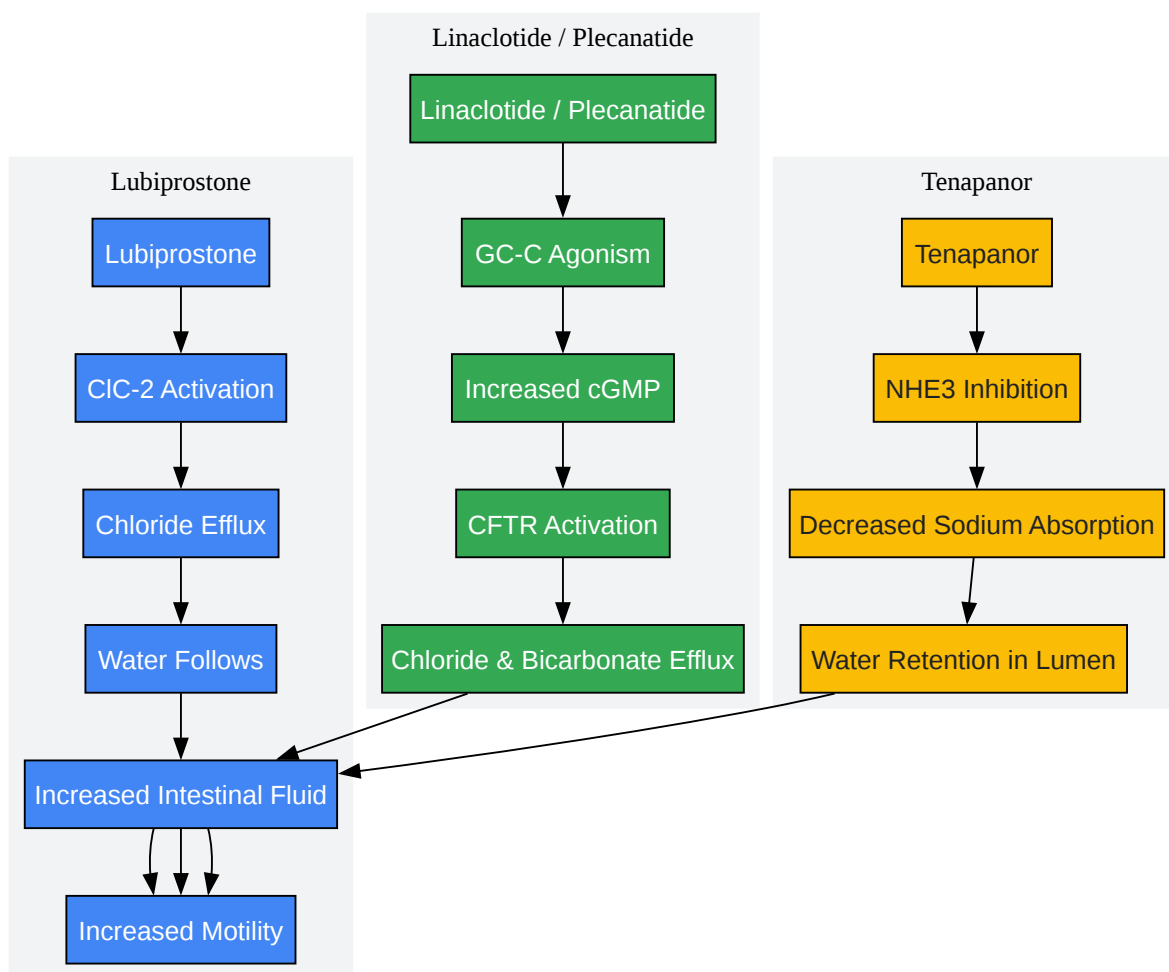 Linaclotide / Plecanatide
Linaclotide / Plecanatide
GC-C Agonism
Increased cGMP
CFTR Activation
Chloride & Bicarbonate Efflux
Lubiprostone
Lubiprostone
ClC-2 Activation
Chloride Efflux
Water Follows
Increased Intestinal Fluid
Increased Motility
Tenapanor
Tenapanor
NHE3 Inhibition
Decreased Sodium Absorption
Water Retention in Lumen